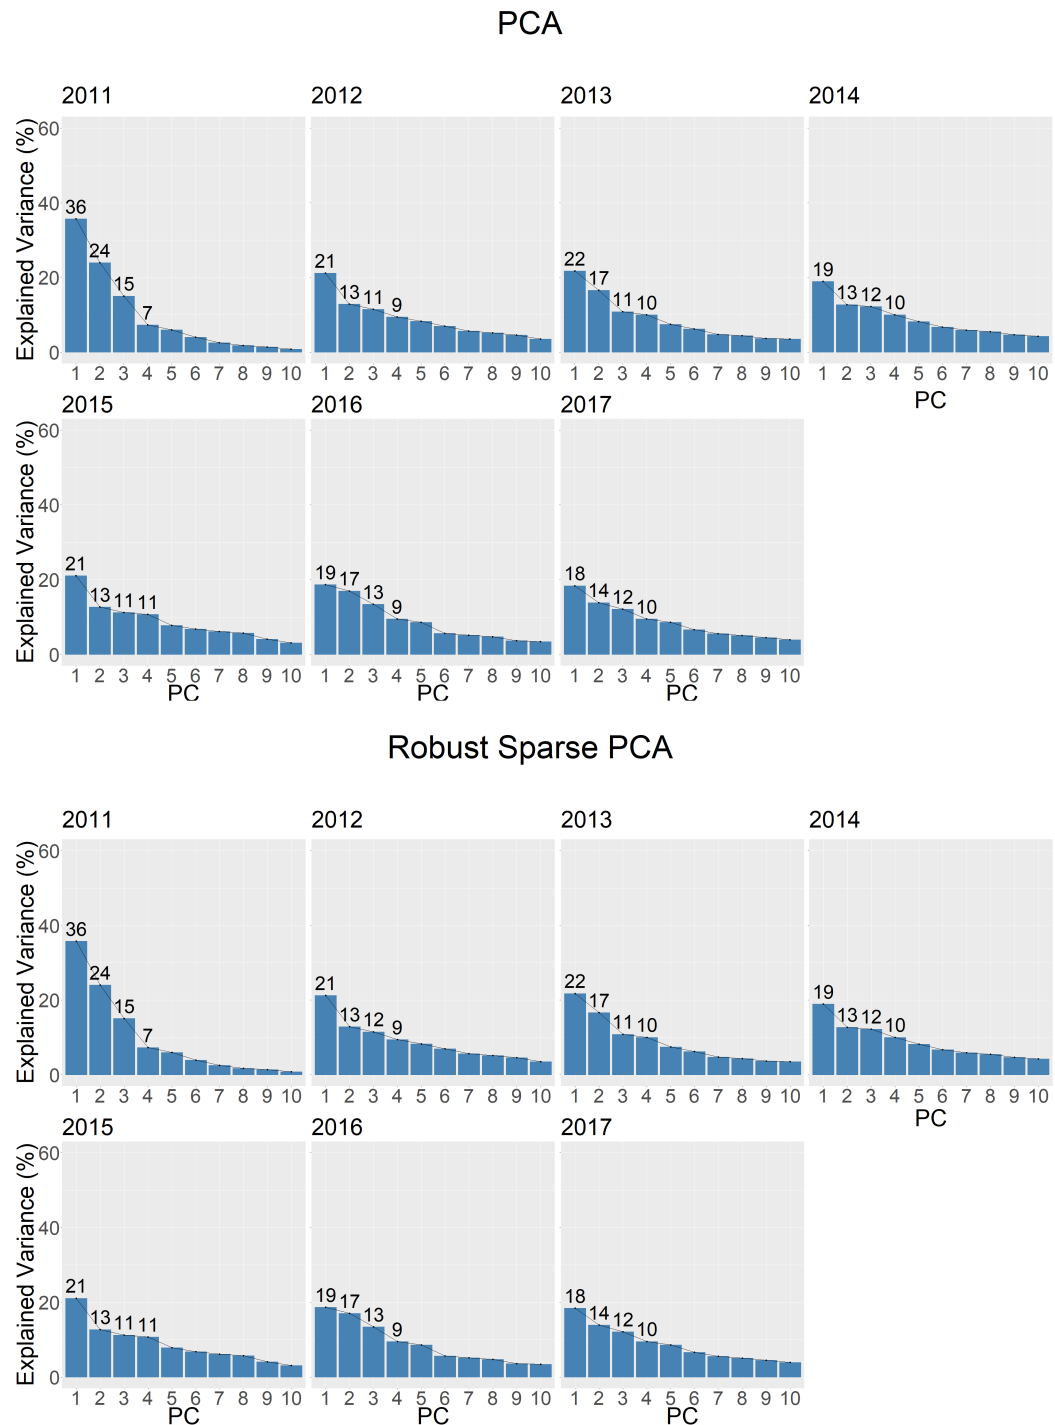 PCA
2011 2012 2013 2014
Explained Variance (%)
60
40
20
0
36 24 15 7
21 13 11 9
22 17 11 10
19 13 12 10
1 2 3 4 5 6 7 8 9 10 1 2 3 4 5 6 7 8 9 10 1 2 3 4 5 6 7 8 9 10 1 2 3 4 5 6 7 8 9 10
PC
2015 2016 2017
Explained Variance (%)
60
40
20
0
21 13 11 11
19 17 13 9
18 14 12 10
1 2 3 4 5 6 7 8 9 10 1 2 3 4 5 6 7 8 9 10 1 2 3 4 5 6 7 8 9 10
PC PC PC
Robust Sparse PCA
2011 2012 2013 2014
Explained Variance (%)
60
40
20
0
36 24 15 7
21 13 12 9
22 17 11 10
19 13 12 10
1 2 3 4 5 6 7 8 9 10 1 2 3 4 5 6 7 8 9 10 1 2 3 4 5 6 7 8 9 10 1 2 3 4 5 6 7 8 9 10
PC
2015 2016 2017
Explained Variance (%)
60
40
20
0
21 13 11 11
19 17 13 9
18 14 12 10
1 2 3 4 5 6 7 8 9 10 1 2 3 4 5 6 7 8 9 10 1 2 3 4 5 6 7 8 9 10
PC PC PC